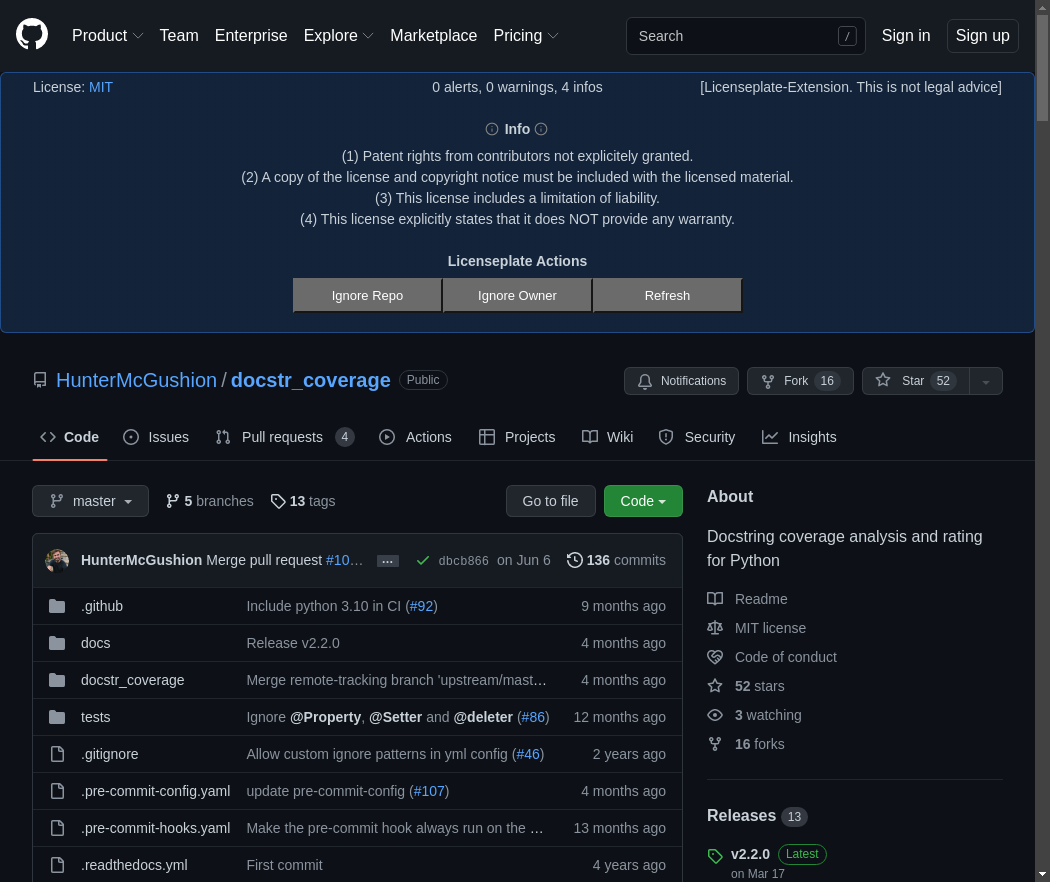 Product Team Enterprise Explore Marketplace Pricing Search / Sign in Sign up
License: MIT 0 alerts, 0 warnings, 4 infos [Licenseplate-Extension. This is not legal advice]
Info
(1) Patent rights from contributors not explicitely granted.
(2) A copy of the license and copyright notice must be included with the licensed material.
(3) This license includes a limitation of liability.
(4) This license explicitly states that it does NOT provide any warranty.
Licenseplate Actions
Ignore Repo Ignore Owner Refresh
HunterMcGushion / docstr_coverage Public Notifications Fork 16 Star 52
Code Issues Pull requests 4 Actions Projects Wiki Security Insights
master 5 branches 13 tags Go to file Code
HunterMcGushion Merge pull request #10… … dbcb866 on Jun 6 136 commits
.github Include python 3.10 in CI (#92) 9 months ago
docs Release v2.2.0 4 months ago
docstr_coverage Merge remote-tracking branch 'upstream/mast… 4 months ago
tests Ignore @Property, @Setter and @deleter (#86) 12 months ago
.gitignore Allow custom ignore patterns in yml config (#46) 2 years ago
.pre-commit-config.yaml update pre-commit-config (#107) 4 months ago
.pre-commit-hooks.yaml Make the pre-commit hook always run on the … 13 months ago
.readthedocs.yml First commit 4 years ago
About
Docstring coverage analysis and rating
for Python
Readme
MIT license
Code of conduct
52 stars
3 watching
16 forks
Releases 13
v2.2.0 Latest
on Mar 17